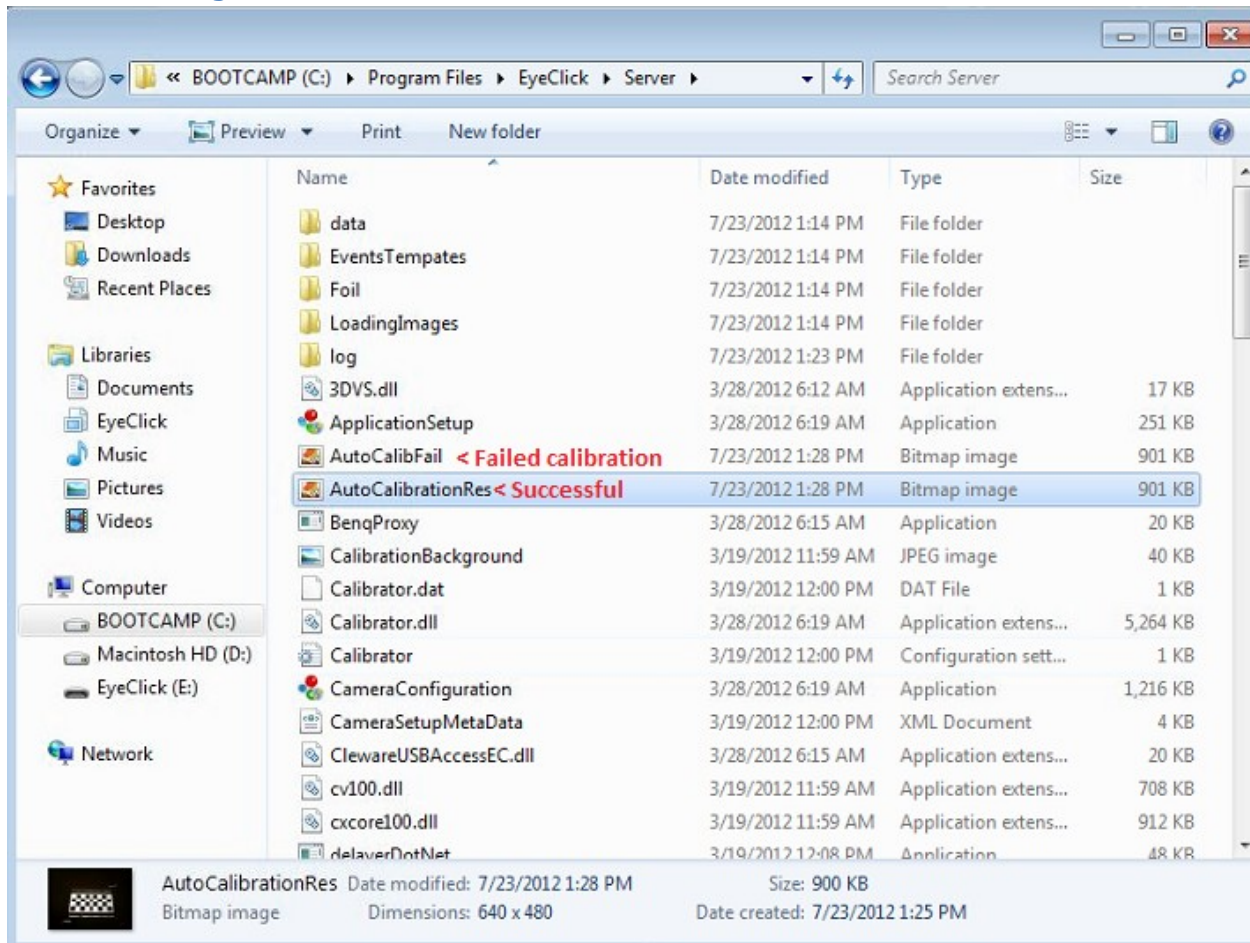 « BOOTCAMP (C:) ▸ Program Files ▸ EyeClick ▸ Server ▸ Search Server
Organize Preview Print New folder
Name Date modified Type Size
Favorites
Desktop
Downloads
Recent Places
Libraries
Documents
EyeClick
Music
Pictures
Videos
Computer
BOOTCAMP (C:)
Macintosh HD (D:)
EyeClick (E:)
Network
data 7/23/2012 1:14 PM File folder
EventsTempates 7/23/2012 1:14 PM File folder
Foil 7/23/2012 1:14 PM File folder
LoadingImages 7/23/2012 1:14 PM File folder
log 7/23/2012 1:23 PM File folder
3DVS.dll 3/28/2012 6:12 AM Application extens... 17 KB
ApplicationSetup 3/28/2012 6:19 AM Application 251 KB
AutoCalibFail < Failed calibration 7/23/2012 1:28 PM Bitmap image 901 KB
AutoCalibrationRes < Successful 7/23/2012 1:28 PM Bitmap image 901 KB
BenqProxy 3/28/2012 6:15 AM Application 20 KB
CalibrationBackground 3/19/2012 11:59 AM JPEG image 40 KB
Calibrator.dat 3/19/2012 12:00 PM DAT File 1 KB
Calibrator.dll 3/28/2012 6:19 AM Application extens... 5,264 KB
Calibrator 3/19/2012 12:00 PM Configuration sett... 1 KB
CameraConfiguration 3/28/2012 6:19 AM Application 1,216 KB
CameraSetupMetaData 3/19/2012 12:00 PM XML Document 4 KB
ClewareUSBAccessEC.dll 3/28/2012 6:15 AM Application extens... 20 KB
cv100.dll 3/19/2012 11:59 AM Application extens... 708 KB
cxcore100.dll 3/19/2012 11:59 AM Application extens... 912 KB
delayerDotNet 3/19/2012 12:08 PM Application 48 KB
AutoCalibrationRes Date modified: 7/23/2012 1:28 PM Size: 900 KB
Bitmap image Dimensions: 640 x 480 Date created: 7/23/2012 1:25 PM